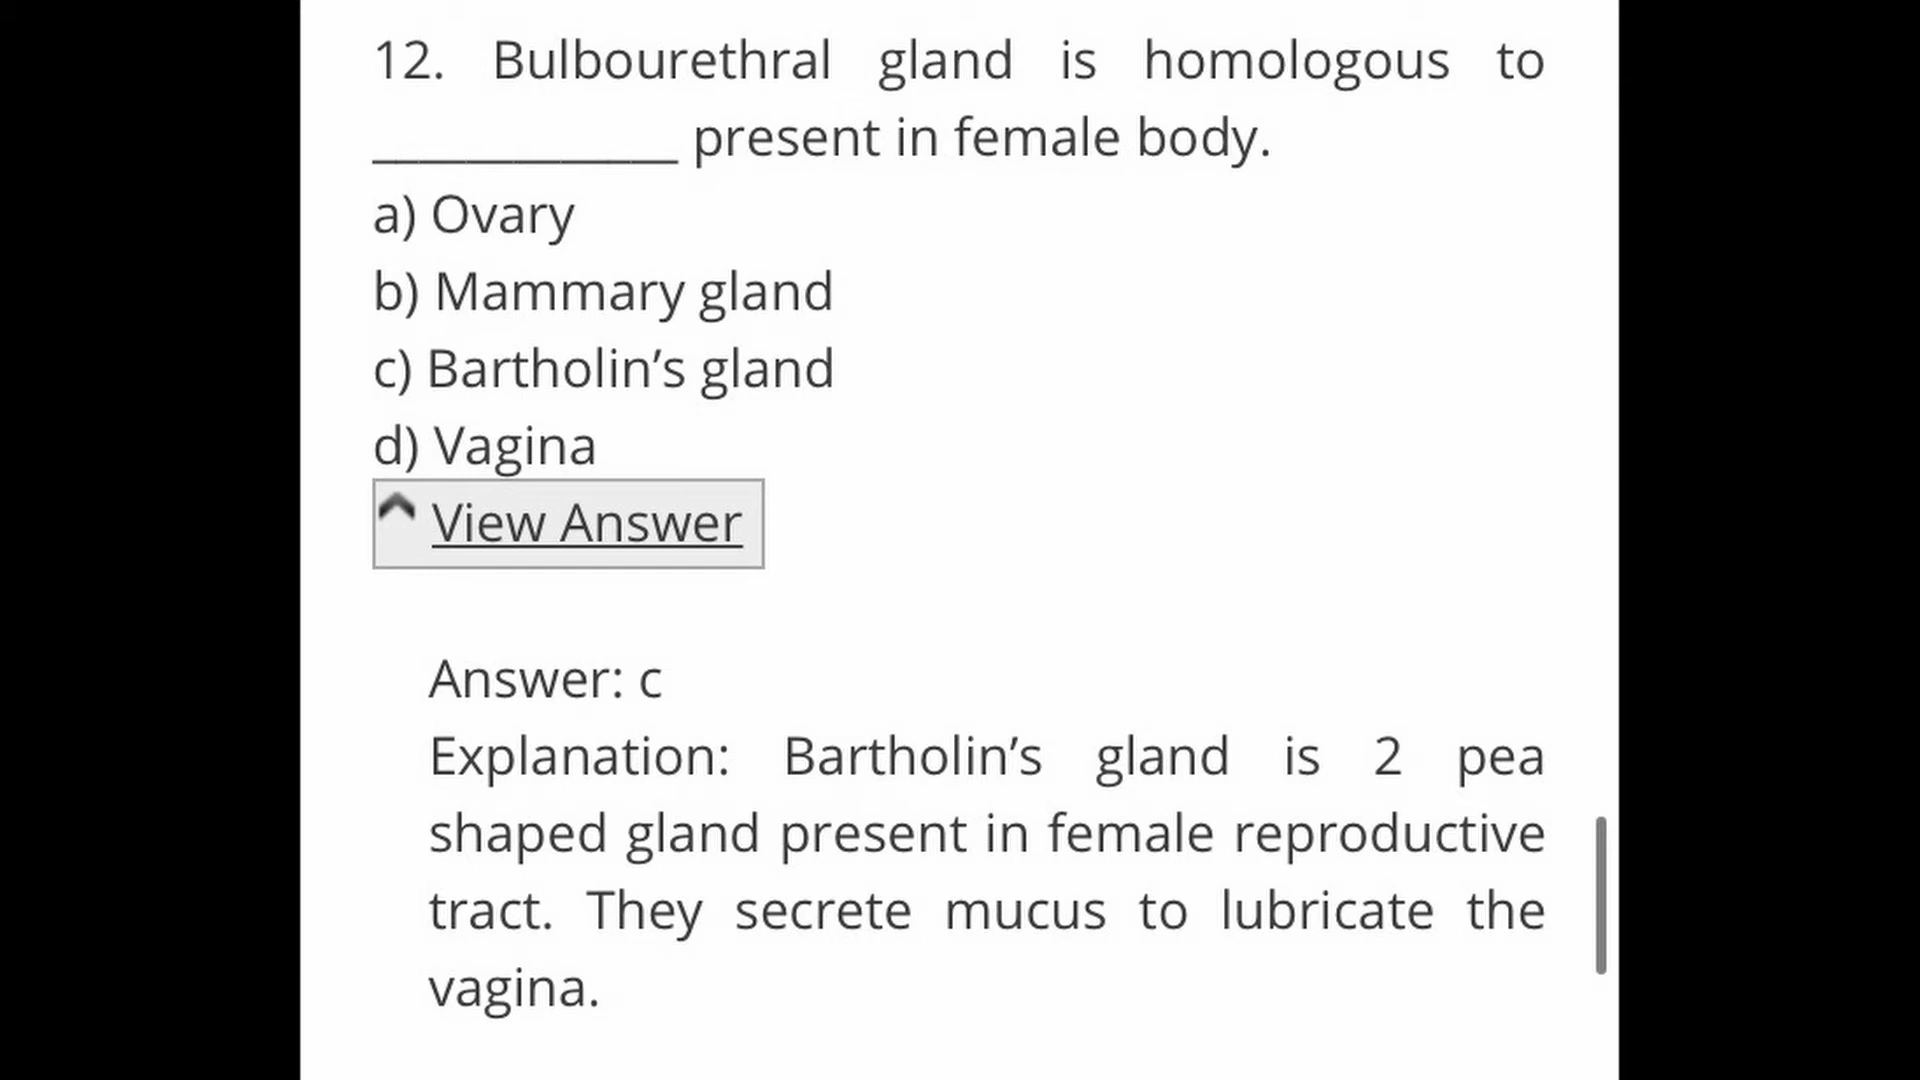 12. Bulbourethral gland is homologous to
_____________ present in female body.
a) Ovary
b) Mammary gland
c) Bartholin’s gland
d) Vagina
View Answer
Answer: c
Explanation: Bartholin’s gland is 2 pea
shaped gland present in female reproductive
tract. They secrete mucus to lubricate the
vagina.